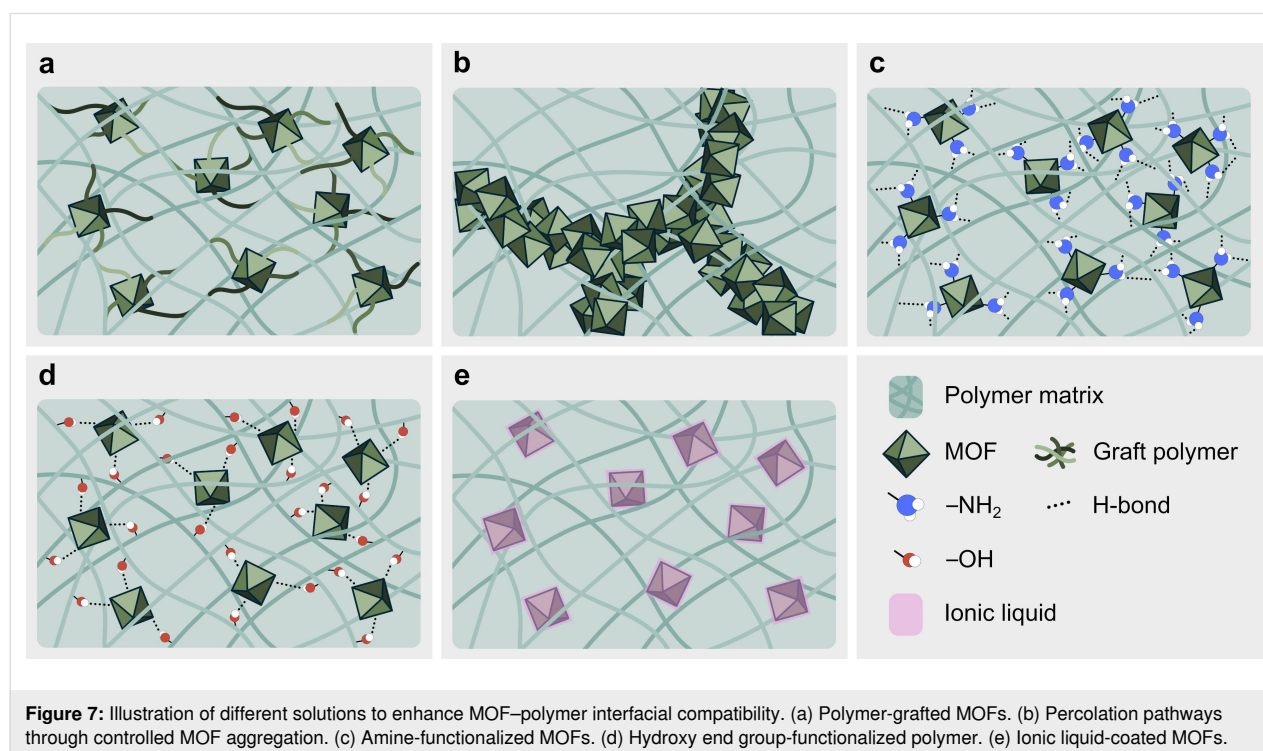 a
b
c
d
e
Polymer matrix
MOF
Graft polymer
–NH₂
H-bond
–OH
Ionic liquid
Figure 7: Illustration of different solutions to enhance MOF–polymer interfacial compatibility. (a) Polymer-grafted MOFs. (b) Percolation pathways
through controlled MOF aggregation. (c) Amine-functionalized MOFs. (d) Hydroxy end group-functionalized polymer. (e) Ionic liquid-coated MOFs.